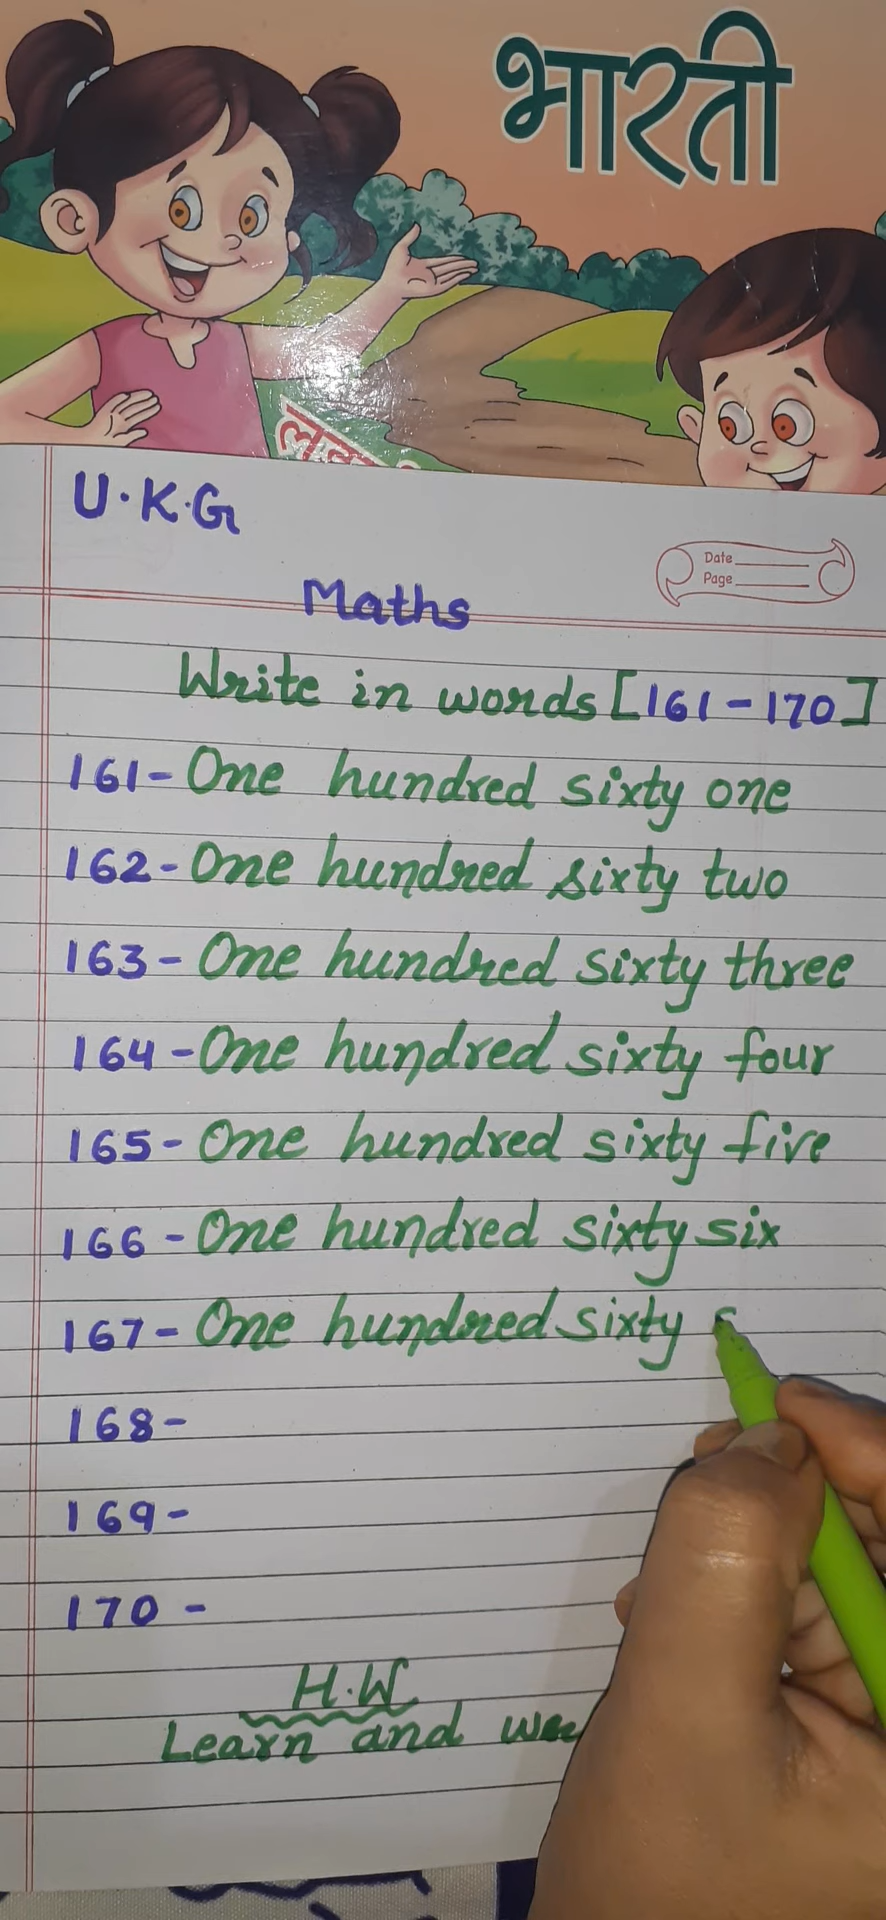 भारती
U.K.G
Date
Page
Maths
Write in words [161-170]
161- One hundred sixty one
162- One hundred sixty two
163- One hundred sixty three
164- One hundred sixty four
165- One hundred sixty five
166- One hundred sixty six
167- One hundred sixty s
168-
169-
170-
H.W
Learn and